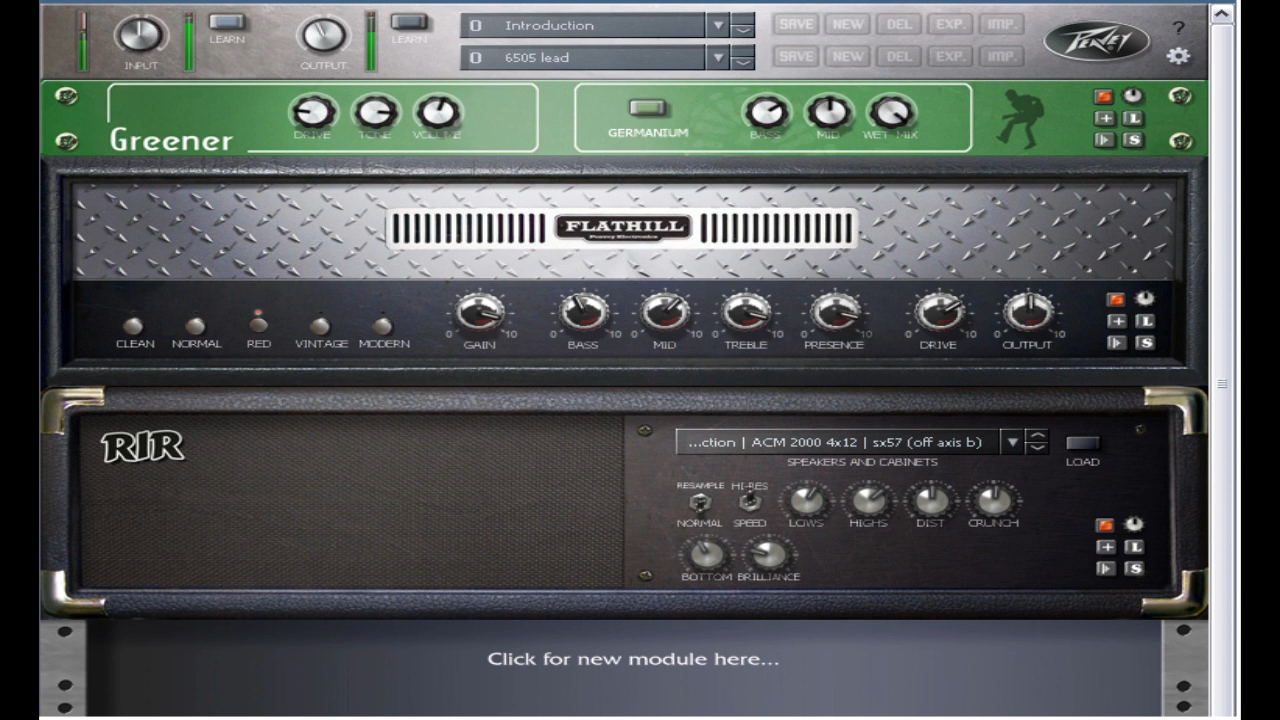 0 Introduction SAVE NEW DEL EXP. IMP. PEAVEY ?
LEARN LEARN
INPUT OUTPUT
0 6505 lead SAVE NEW DEL EXP. IMP.
Greener DRIVE TONE VOLUME GERMANIUM BASS MID WET MIX
+ L
S
FLATHILL
Peavey Electronics
CLEAN NORMAL RED VINTAGE MODERN
0 10 0 10 0 10 0 10 0 10 0 10 0 10
GAIN BASS MID TREBLE PRESENCE DRIVE OUTPUT
+ L
S
RIR
...ction | ACM 2000 4x12 | sx57 (off axis b)
SPEAKERS AND CABINETS LOAD
RESAMPLE HI-RES
NORMAL SPEED LOWS HIGHS DIST CRUNCH
BOTTOM BRILLIANCE
+ L
S
Click for new module here...